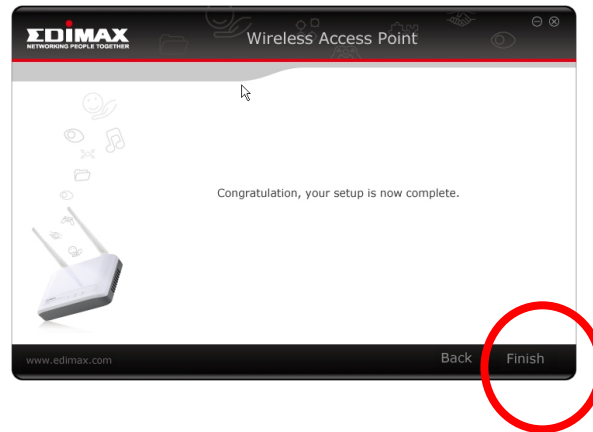 EDIMAX
NETWORKING PEOPLE TOGETHER
Wireless Access Point
Congratulation, your setup is now complete.
www.edimax.com
Back
Finish